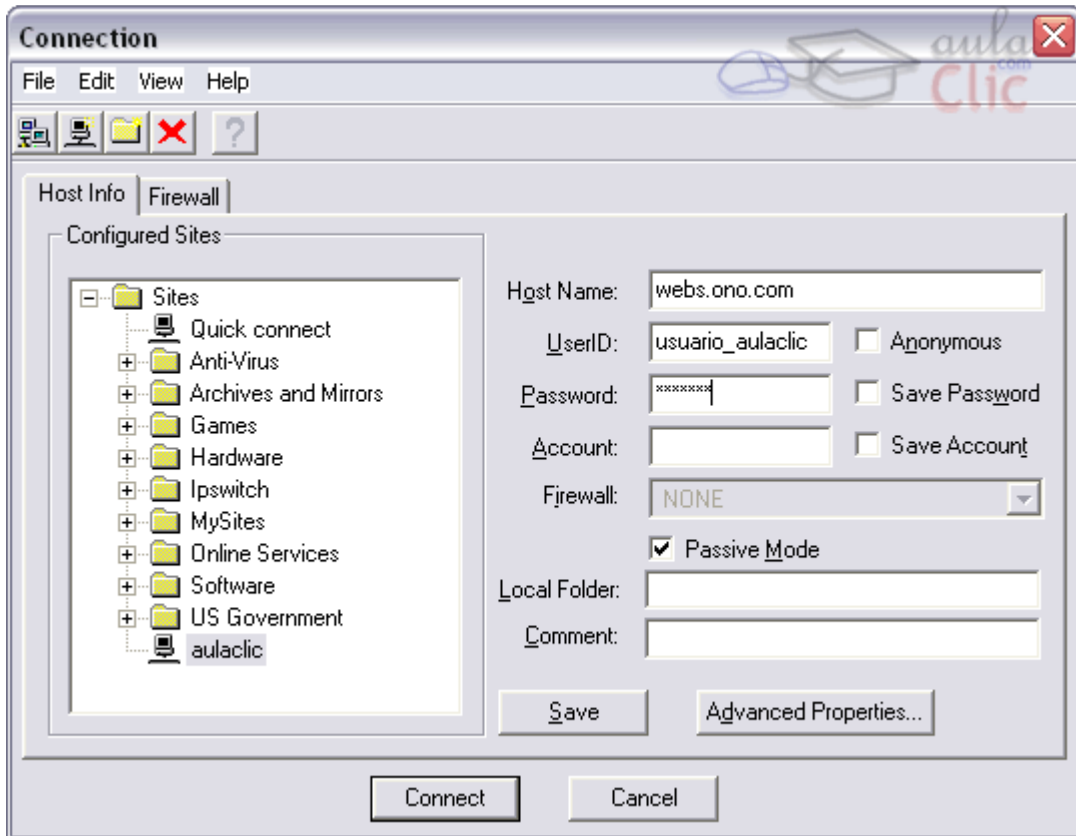 Connection
aula
.com
Clic
File Edit View Help
?
Host Info Firewall
Configured Sites
Sites
Quick connect
Anti-Virus
Archives and Mirrors
Games
Hardware
Ipswitch
MySites
Online Services
Software
US Government
aulaclic
Host Name: webs.ono.com
UserID: usuario_aulaclic Anonymous
Password: ******* Save Password
Account: Save Account
Firewall: NONE
Passive Mode
Local Folder:
Comment:
Save Advanced Properties...
Connect Cancel